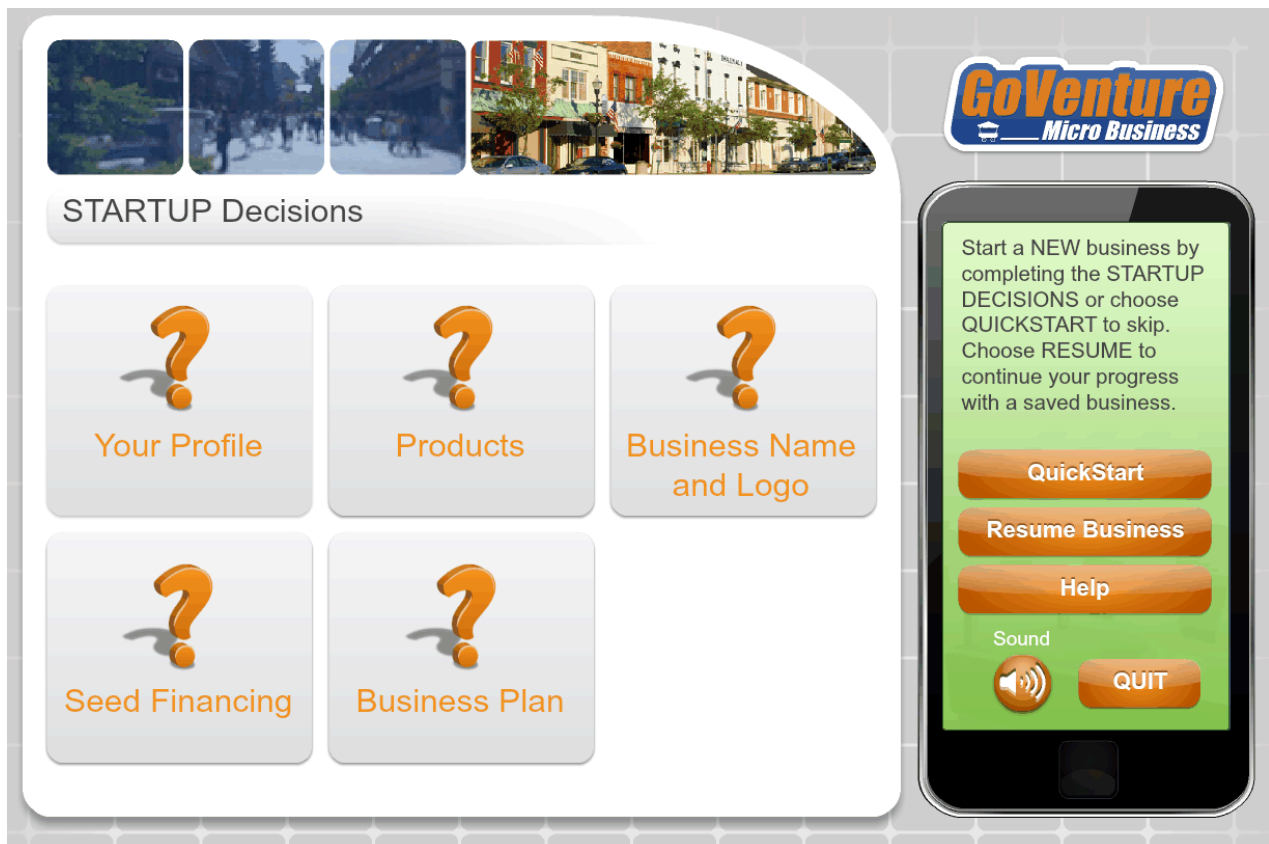 GoVenture
Micro Business
STARTUP Decisions
Your Profile
Products
Business Name
and Logo
Seed Financing
Business Plan
Start a NEW business by
completing the STARTUP
DECISIONS or choose
QUICKSTART to skip.
Choose RESUME to
continue your progress
with a saved business.
QuickStart
Resume Business
Help
Sound
QUIT